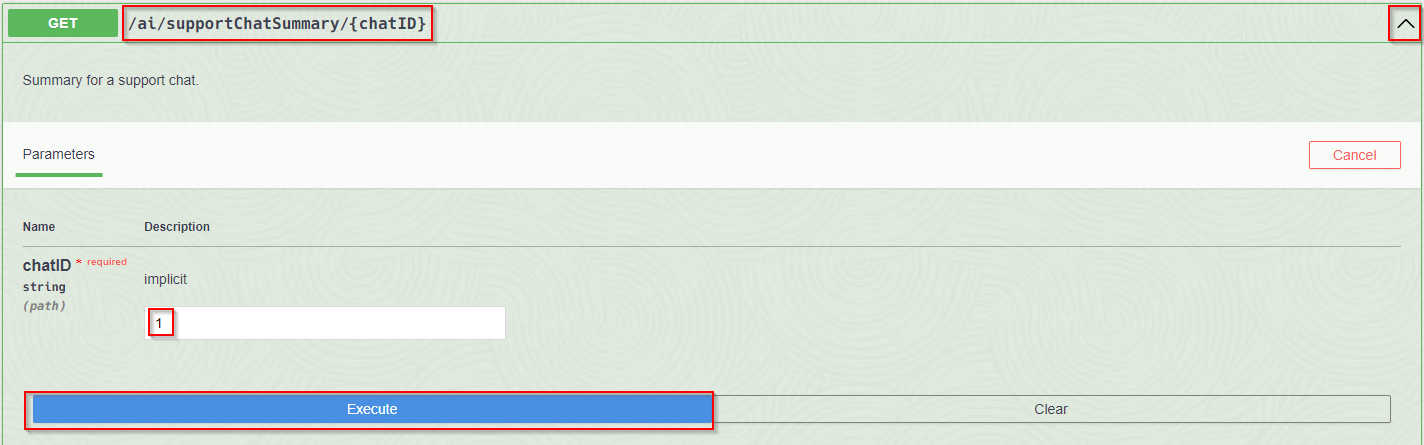 GET /ai/supportChatSummary/{chatID}
Summary for a support chat.
Parameters
Cancel
Name Description
chatID * required
string
(path)
implicit
1
Execute Clear